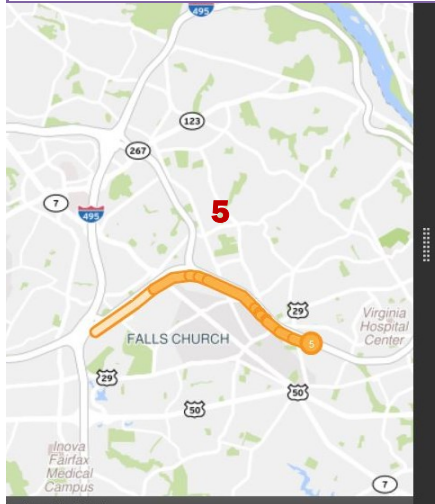 495
123
267
7
495
5
29
Virginia
Hospital
Center
FALLS CHURCH
5
29
50
50
Inova
Fairfax
Medical
Campus
7